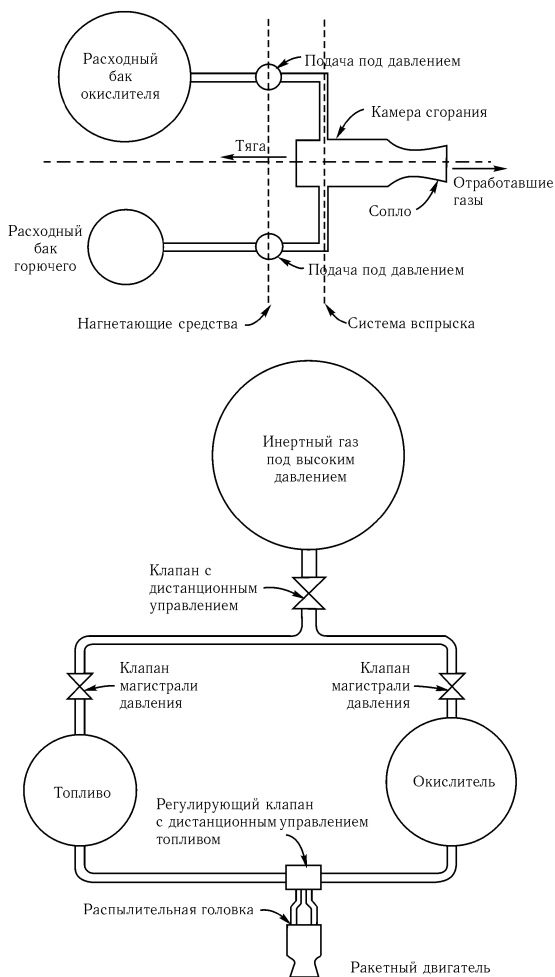 Расходный
бак
окислителя
Подача под давлением
Камера сгорания
Тяга
Отработавшие
газы
Сопло
Расходный
бак
горючего
Подача под давлением
Нагнетающие средства
Система вспрыска
Инертный газ
под высоким
давлением
Клапан с
дистанционным
управлением
Клапан
магистрали
давления
Клапан
магистрали
давления
Топливо
Окислитель
Регулирующий клапан
с дистанционным управлением
топливом
Распылительная головка
Ракетный двигатель